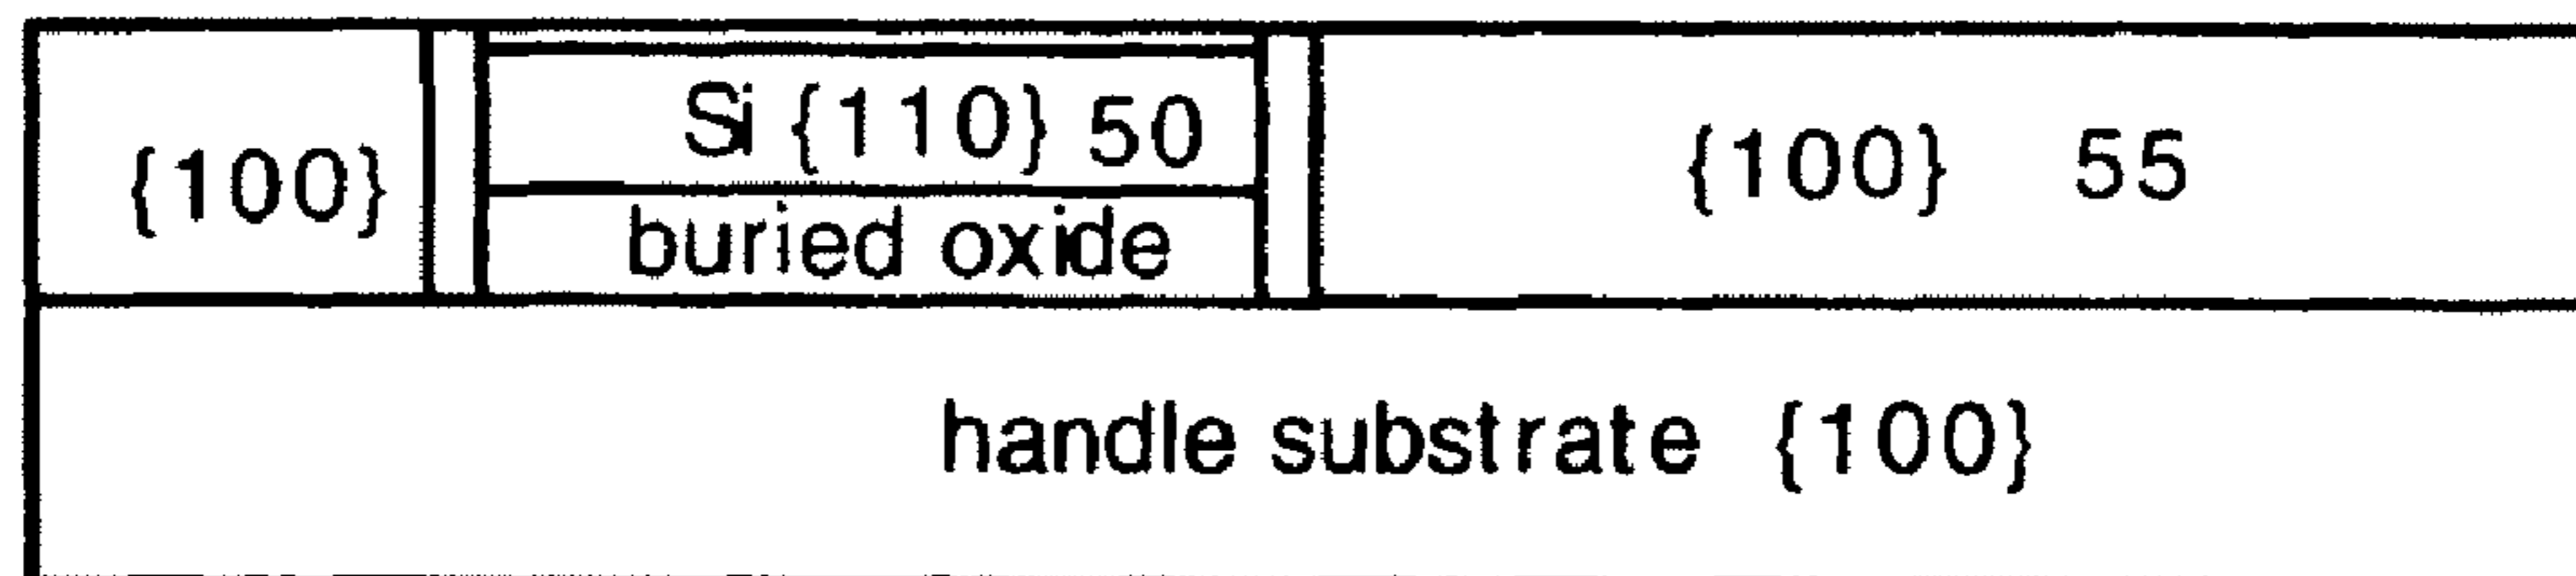 {100}
Si {110} 50
buried oxide
{100} 55
handle substrate {100}